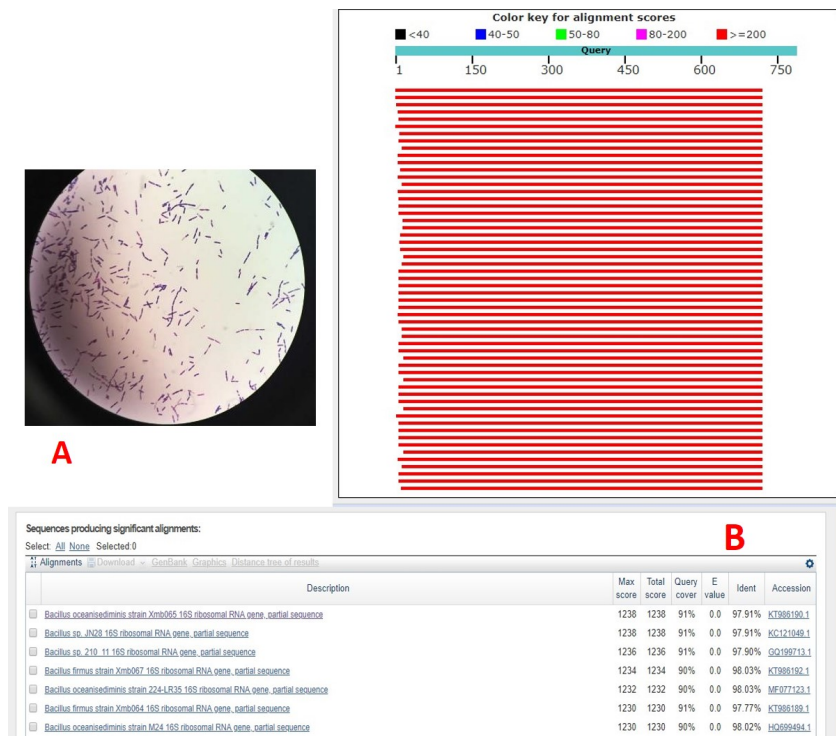 Color key for alignment scores
<40 40-50 50-80 80-200 >=200
Query
1 150 300 450 600 750
A
B
Sequences producing significant alignments:
Select: All None Selected:0
Alignments Download GenBank Graphics Distance tree of results
Description Max score Total score Query cover E value Ident Accession
Bacillus oceanisediminis strain Xmb065 16S ribosomal RNA gene, partial sequence 1238 1238 91% 0.0 97.91% KT986190.1
Bacillus sp. JN28 16S ribosomal RNA gene, partial sequence 1238 1238 91% 0.0 97.91% KC121049.1
Bacillus sp. 210_11 16S ribosomal RNA gene, partial sequence 1236 1236 91% 0.0 97.90% GQ199713.1
Bacillus firmus strain Xmb067 16S ribosomal RNA gene, partial sequence 1234 1234 90% 0.0 98.03% KT986192.1
Bacillus oceanisediminis strain 224-LR35 16S ribosomal RNA gene, partial sequence 1232 1232 90% 0.0 98.03% MF077123.1
Bacillus firmus strain Xmb064 16S ribosomal RNA gene, partial sequence 1230 1230 91% 0.0 97.77% KT986189.1
Bacillus oceanisediminis strain M24 16S ribosomal RNA gene, partial sequence 1230 1230 90% 0.0 98.02% HQ699494.1